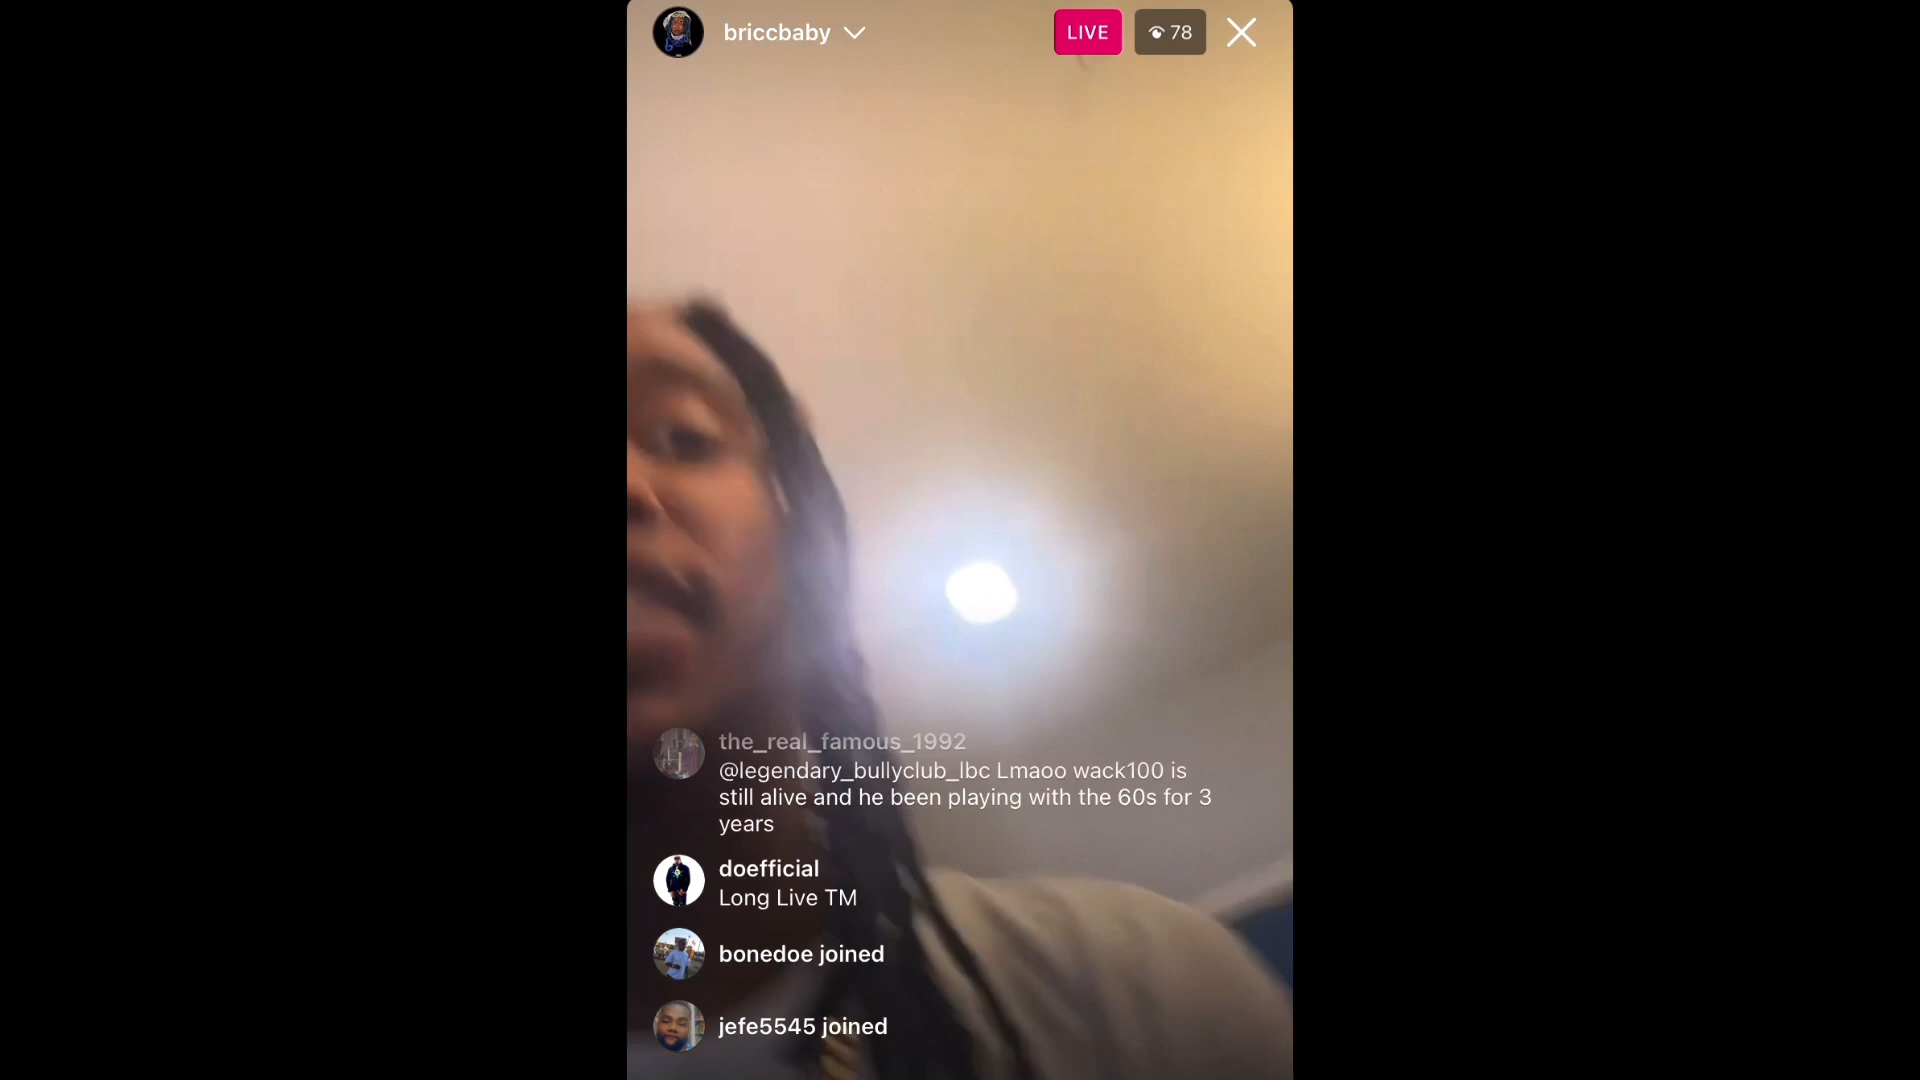 briccbaby
LIVE
78
the_real_famous_1992
@legendary_bullyclub_lbc Lmaoo wack100 is
still alive and he been playing with the 60s for 3
years
doefficial
Long Live TM
bonedoe joined
jefe5545 joined